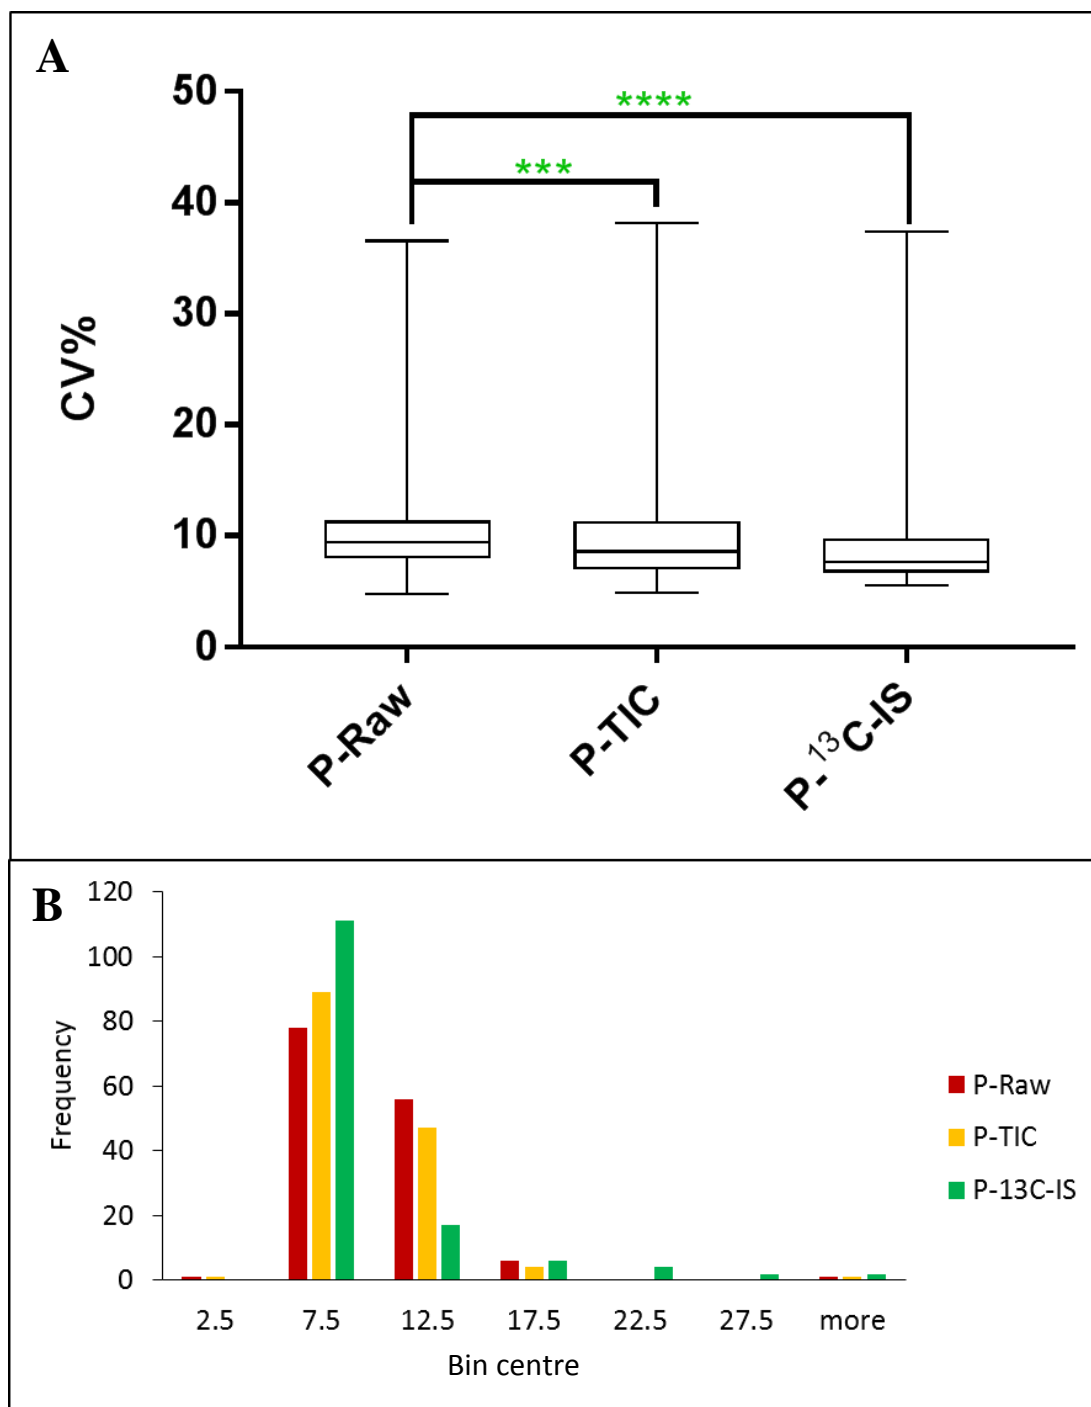 A
50
****
***
40
30
CV%
20
10
0
P-Raw
P-TIC
P-¹³C-IS
B
120
100
80
Frequency
60
P-Raw
P-TIC
40
P-13C-IS
20
0
2.5 7.5 12.5 17.5 22.5 27.5 more
Bin centre